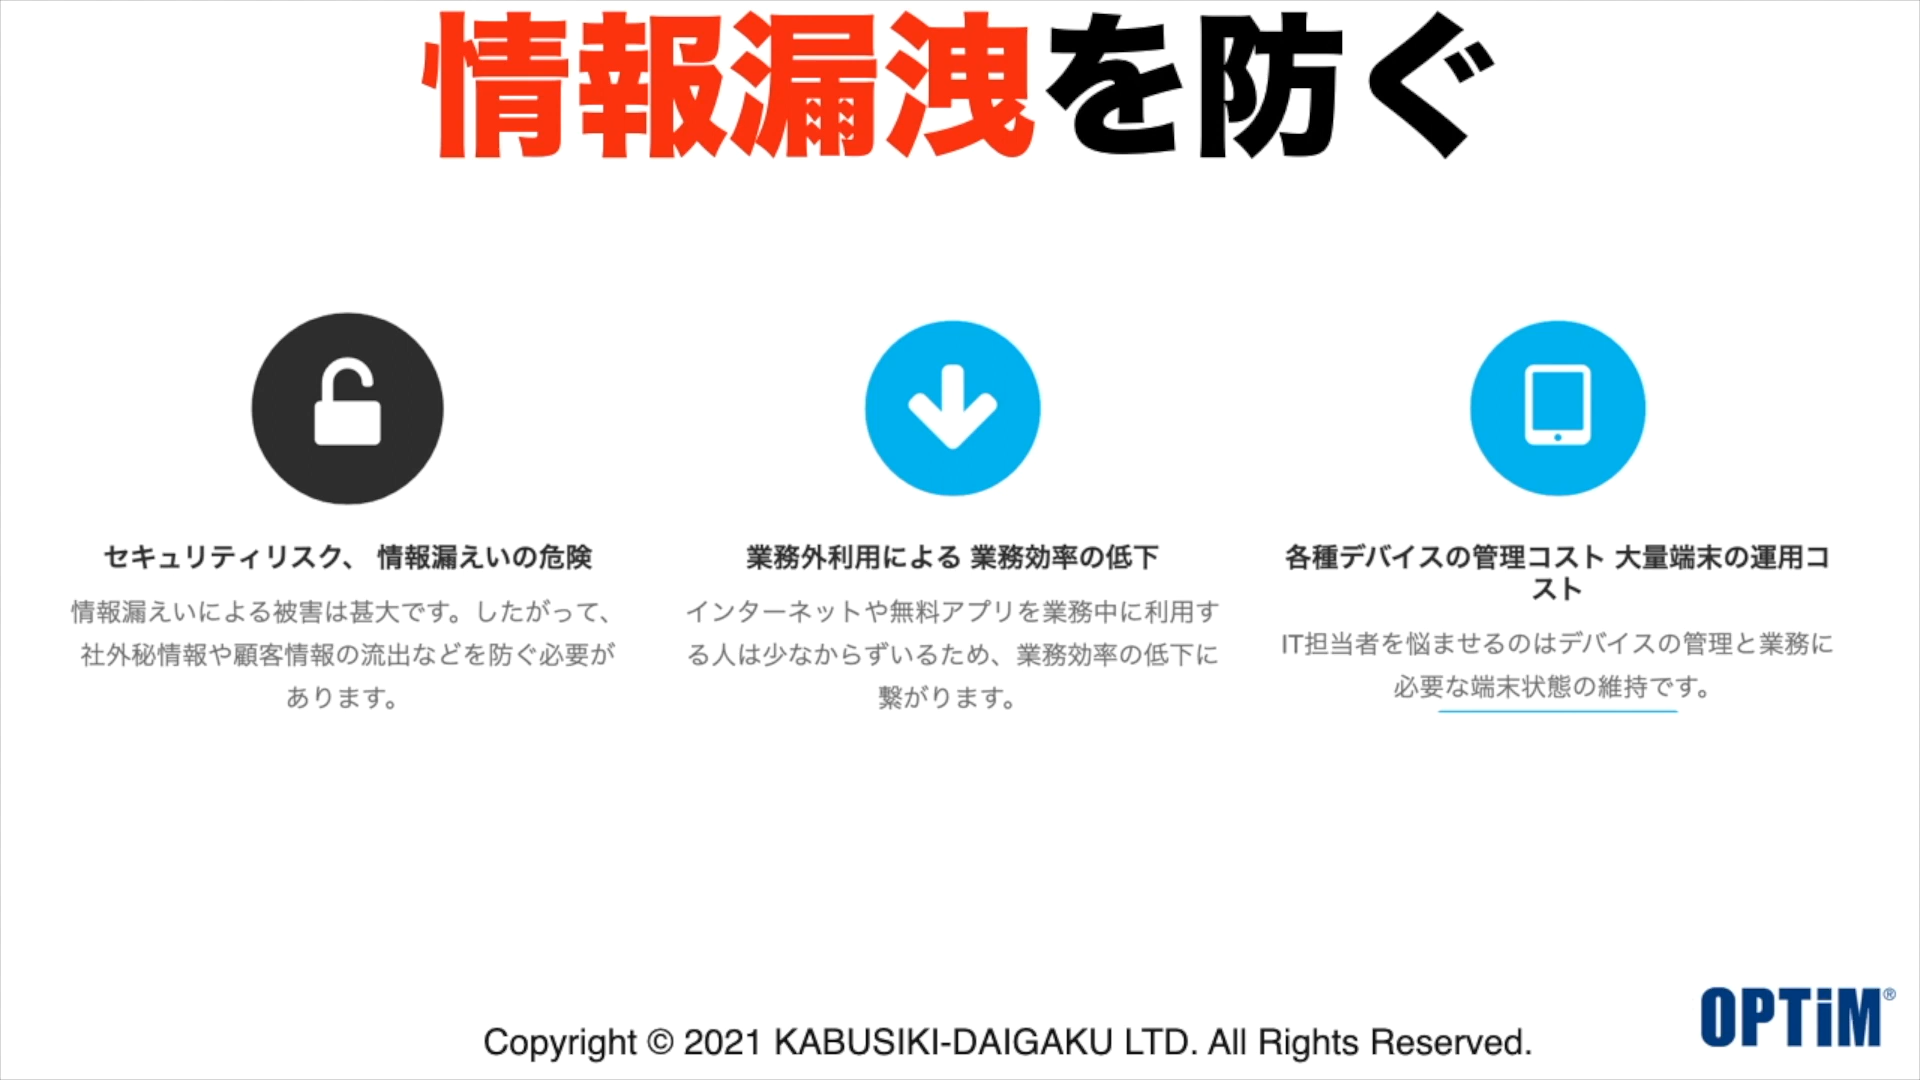 情報漏洩を防ぐ
セキュリティリスク、 情報漏えいの危険
情報漏えいによる被害は甚大です。したがって、
社外秘情報や顧客情報の流出などを防ぐ必要が
あります。
業務外利用による 業務効率の低下
インターネットや無料アプリを業務中に利用す
る人は少なからずいるため、業務効率の低下に
繋がります。
各種デバイスの管理コスト 大量端末の運用コ
スト
IT担当者を悩ませるのはデバイスの管理と業務に
必要な端末状態の維持です。
OPTiM®
Copyright © 2021 KABUSIKI-DAIGAKU LTD. All Rights Reserved.